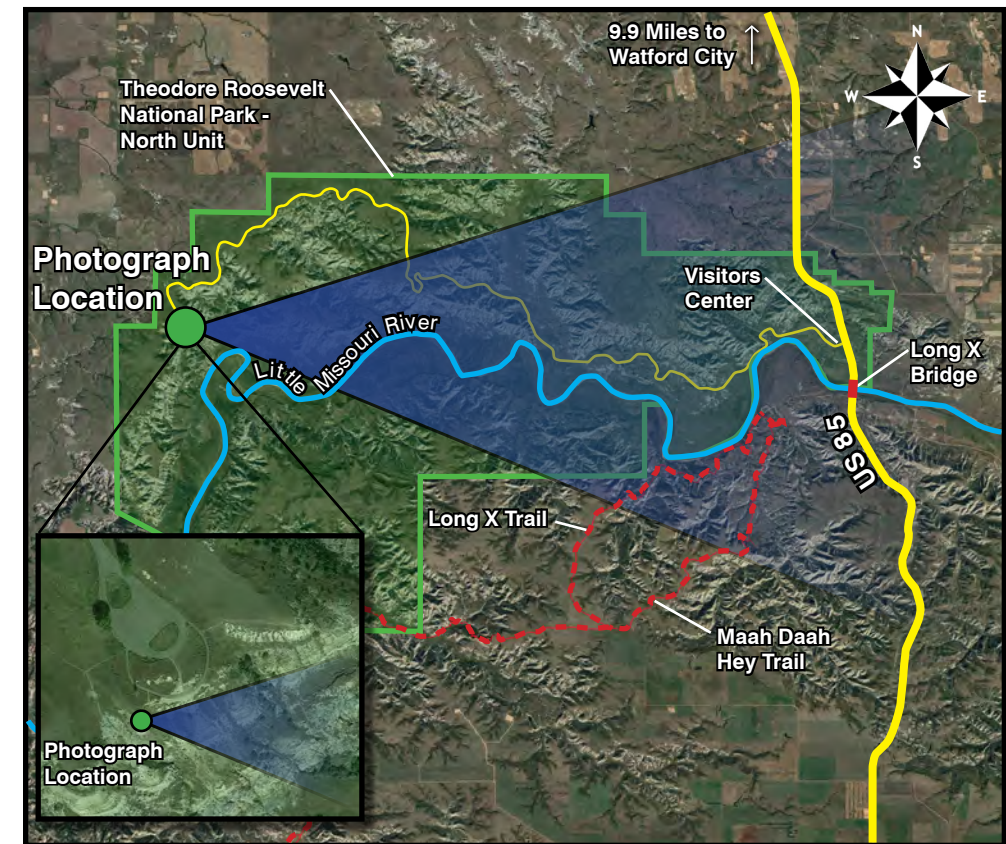 9.9 Miles to
Watford City
N
W
E
S
Theodore Roosevelt
National Park -
North Unit
Photograph
Location
Visitors
Center
Little Missouri River
Long X
Bridge
US 85
Long X Trail
Maah Daah
Hey Trail
Photograph
Location